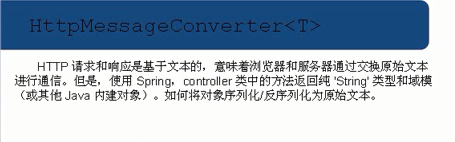 HttpMessageConverter<T>
HTTP 请求和响应是基于文本的，意味着浏览器和服务器通过交换原始文本
进行通信。但是，使用 Spring，controller 类中的方法返回纯 'String' 类型和域模
（或其他 Java 内建对象）。如何将对象序列化/反序列化为原始文本。